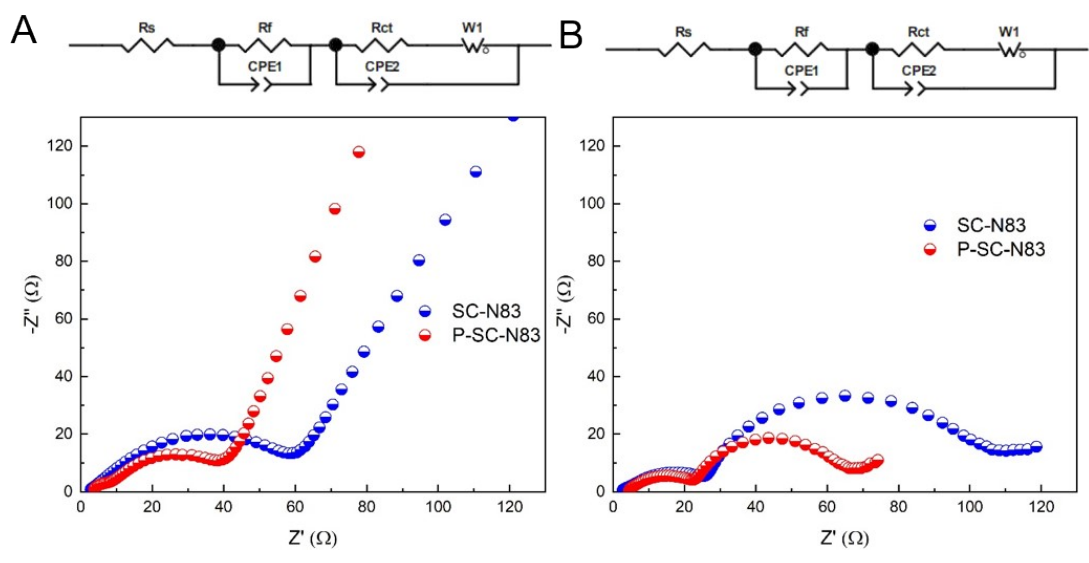 A
Rs
Rf
Rct
W1
CPE1
CPE2
B
Rs
Rf
Rct
W1
CPE1
CPE2
-Z" (Ω)
120
100
80
60
40
20
0
SC-N83
P-SC-N83
0 20 40 60 80 100 120
Z' (Ω)
-Z" (Ω)
120
100
80
60
40
20
0
SC-N83
P-SC-N83
0 20 40 60 80 100 120
Z' (Ω)